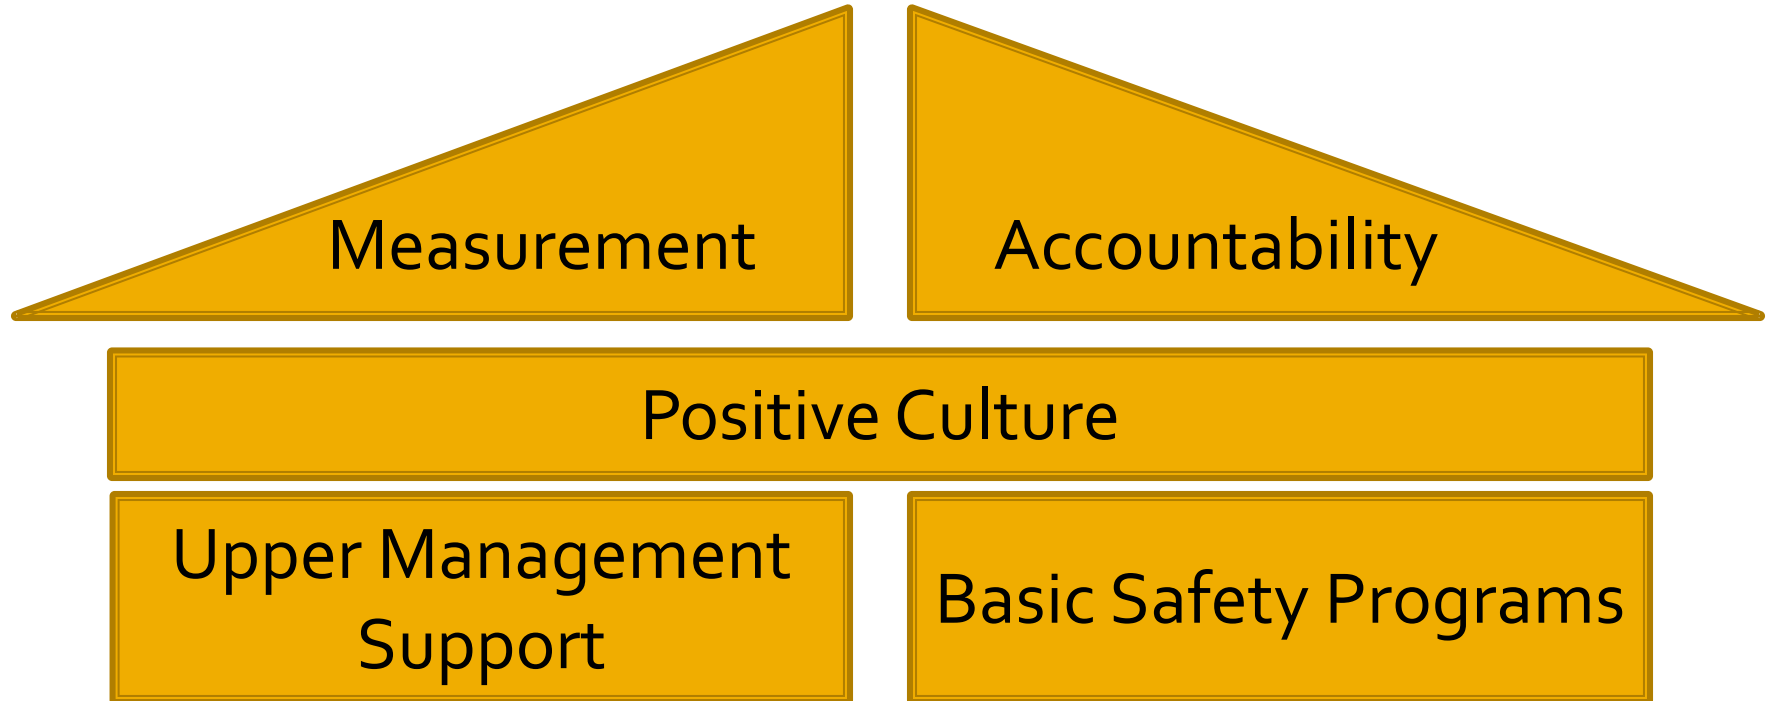 Measurement
Accountability
Positive Culture
Upper Management
Support
Basic Safety Programs